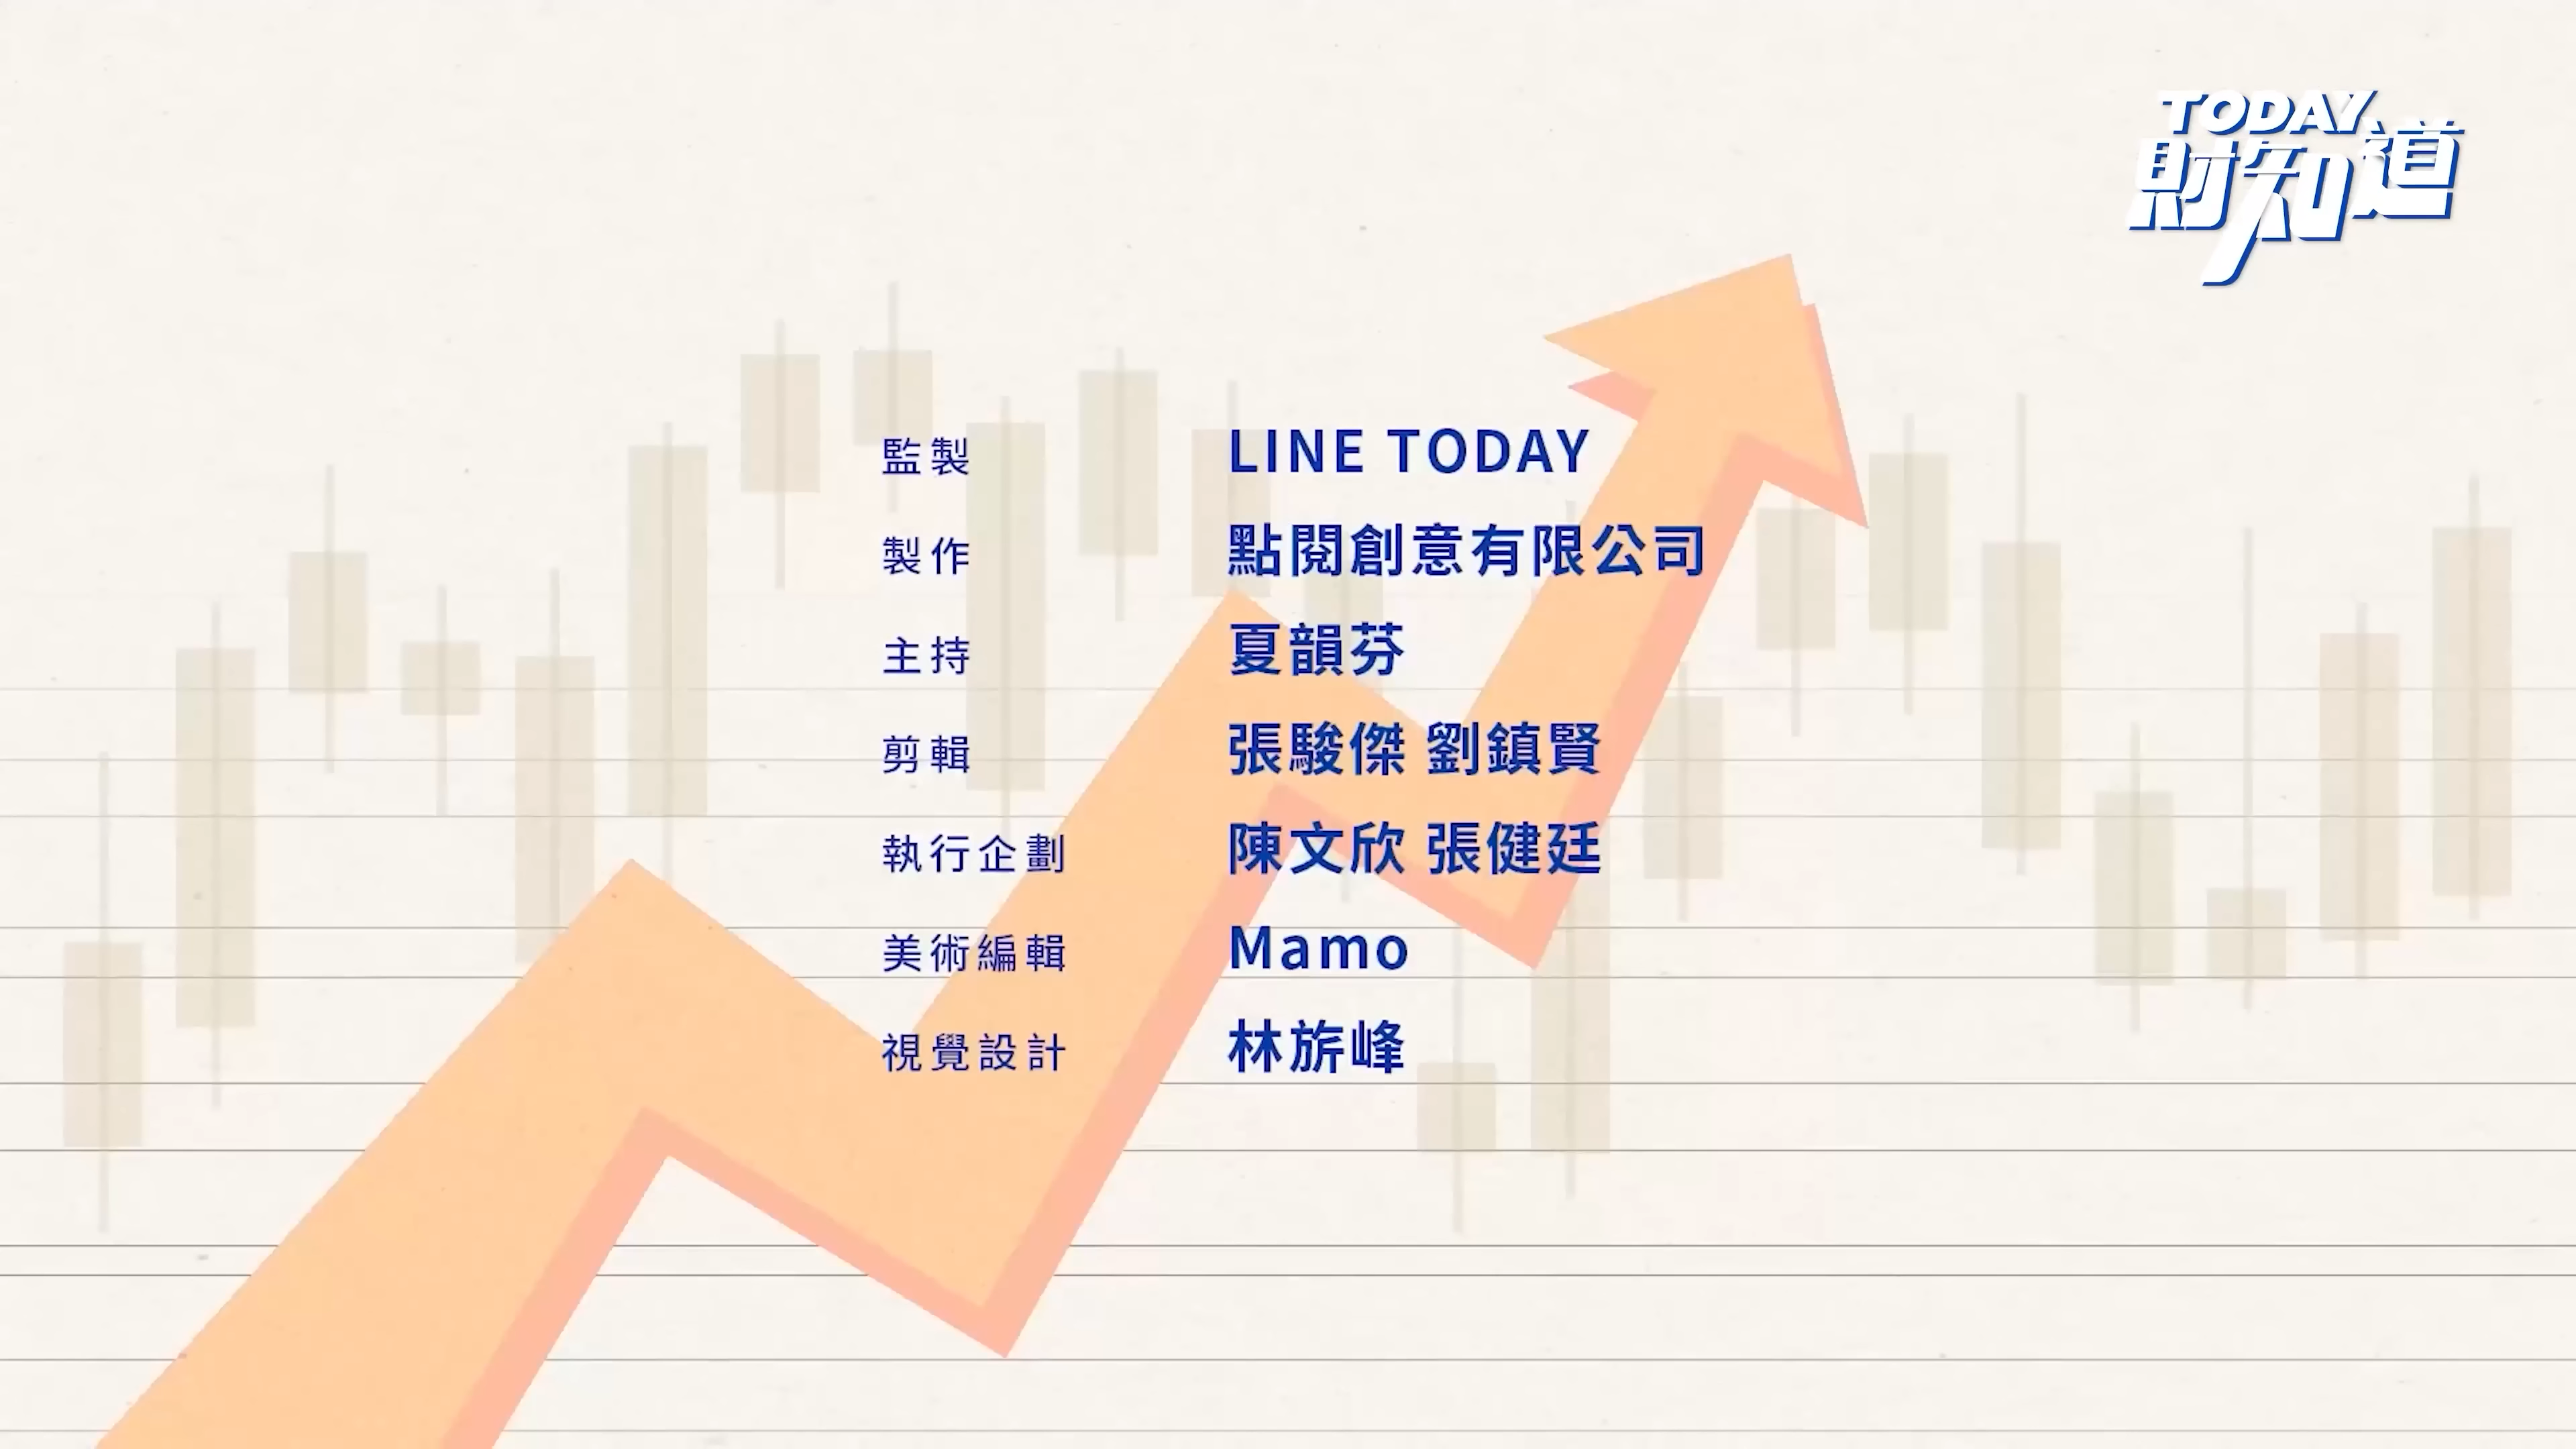 TODAY
財知道
監製 LINE TODAY
製作 點閱創意有限公司
主持 夏韻芬
剪輯 張駿傑 劉鎮賢
執行企劃 陳文欣 張健廷
美術編輯 Mamo
視覺設計 林旂峰